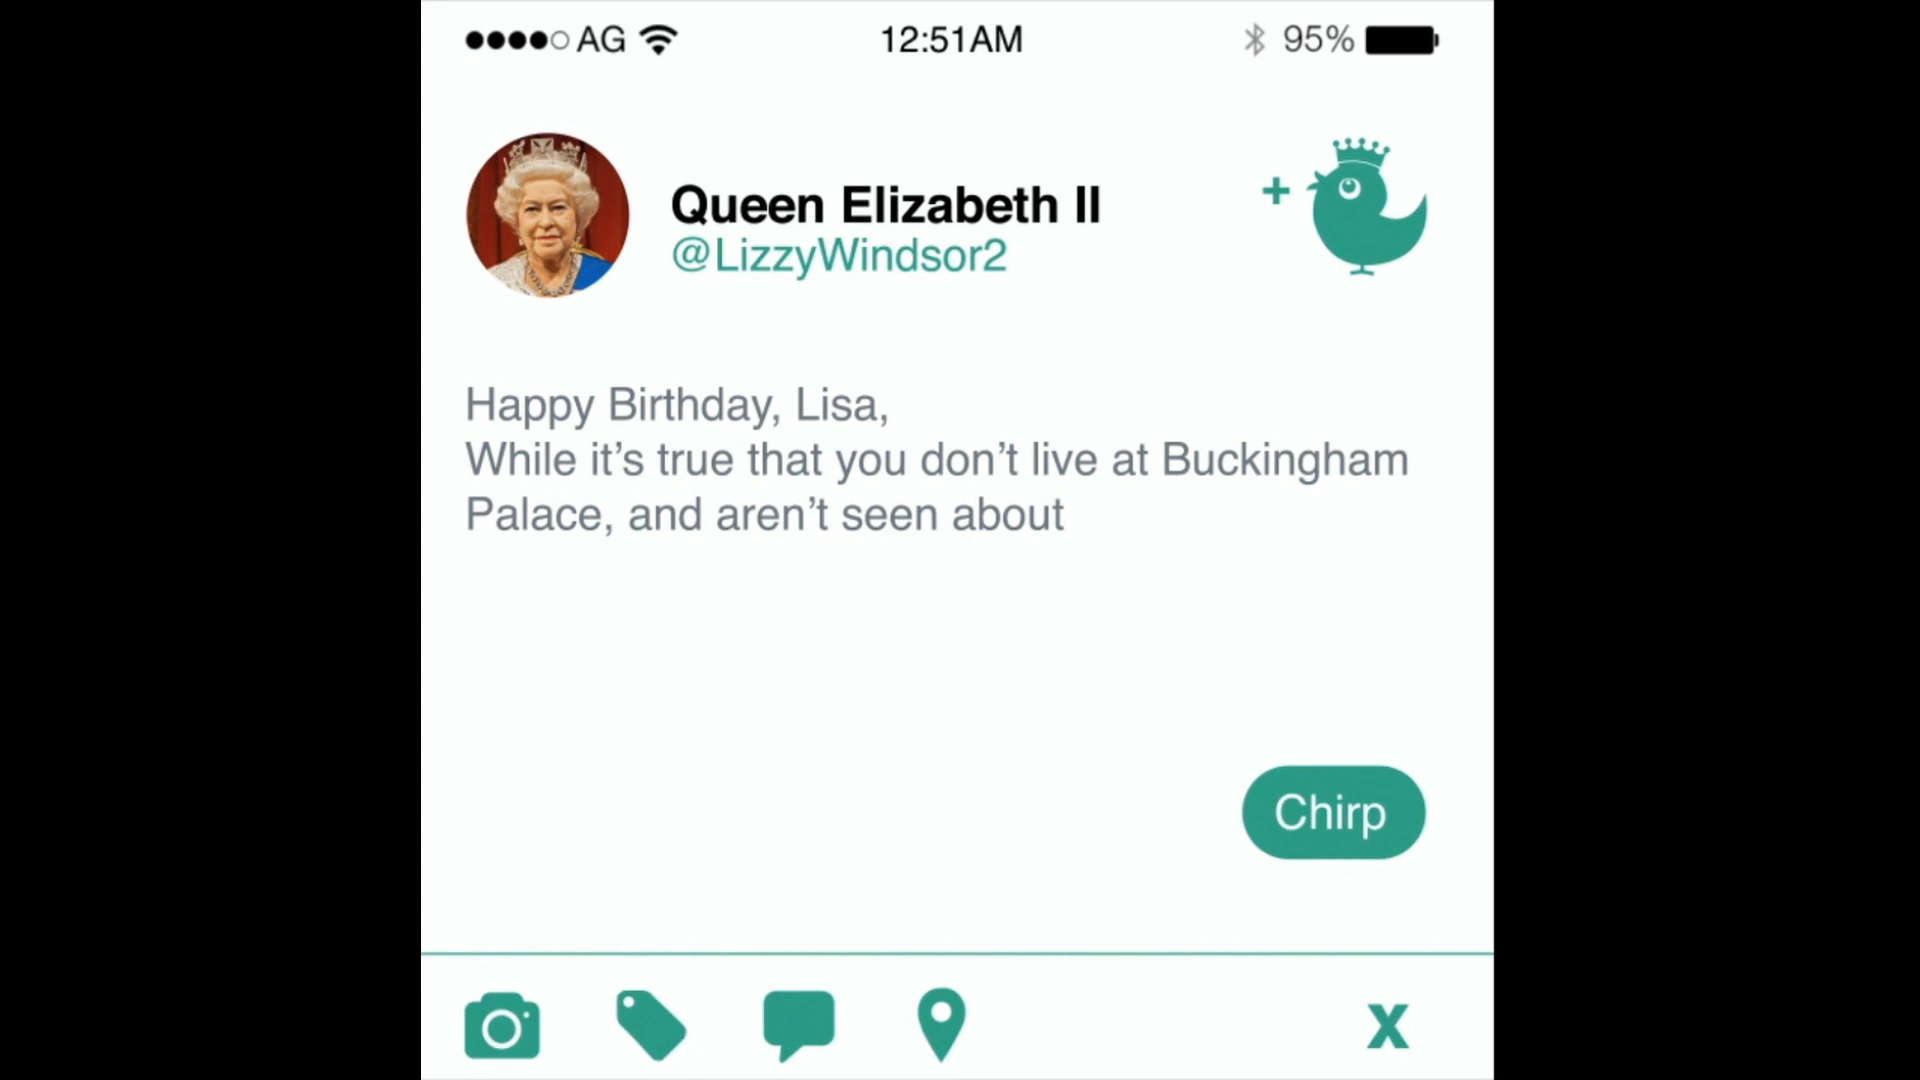 AG 12:51AM 95%
Queen Elizabeth II
@LizzyWindsor2
Happy Birthday, Lisa,
While it’s true that you don’t live at Buckingham
Palace, and aren’t seen about
Chirp
X